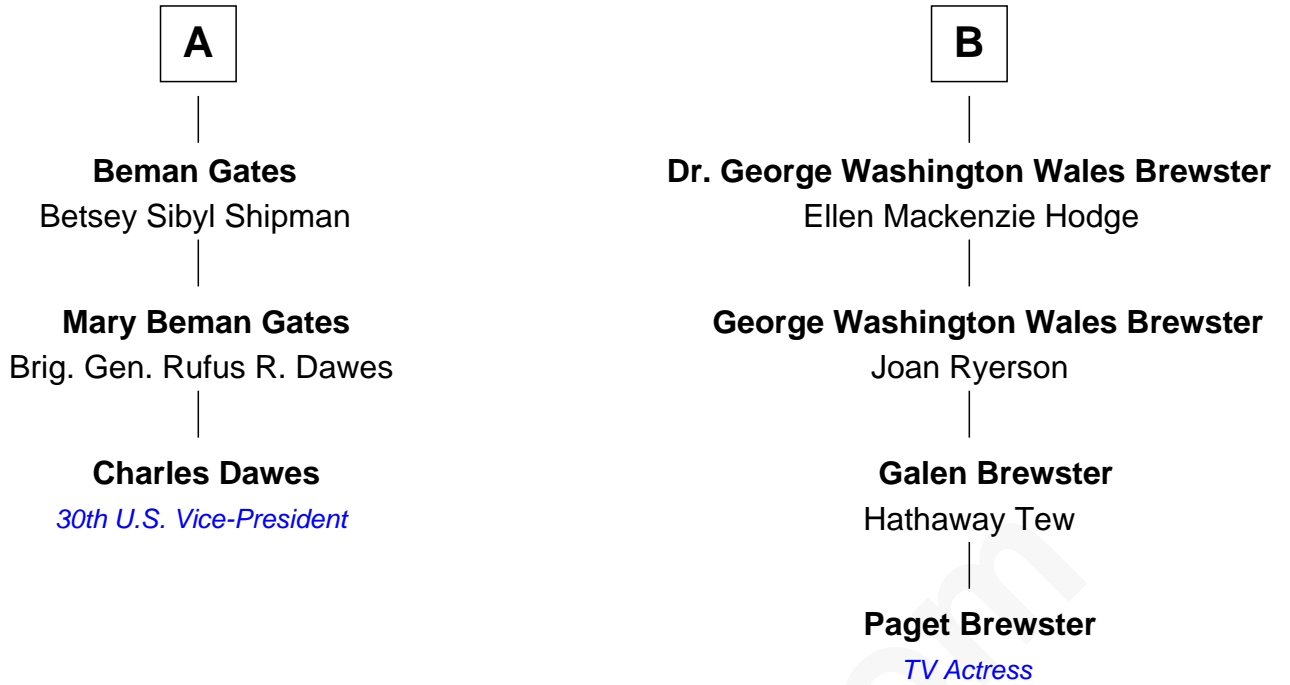 A
Beman Gates
Betsey Sibyl Shipman
Mary Beman Gates
Brig. Gen. Rufus R. Dawes
Charles Dawes
30th U.S. Vice-President
B
Dr. George Washington Wales Brewster
Ellen Mackenzie Hodge
George Washington Wales Brewster
Joan Ryerson
Galen Brewster
Hathaway Tew
Paget Brewster
TV Actress